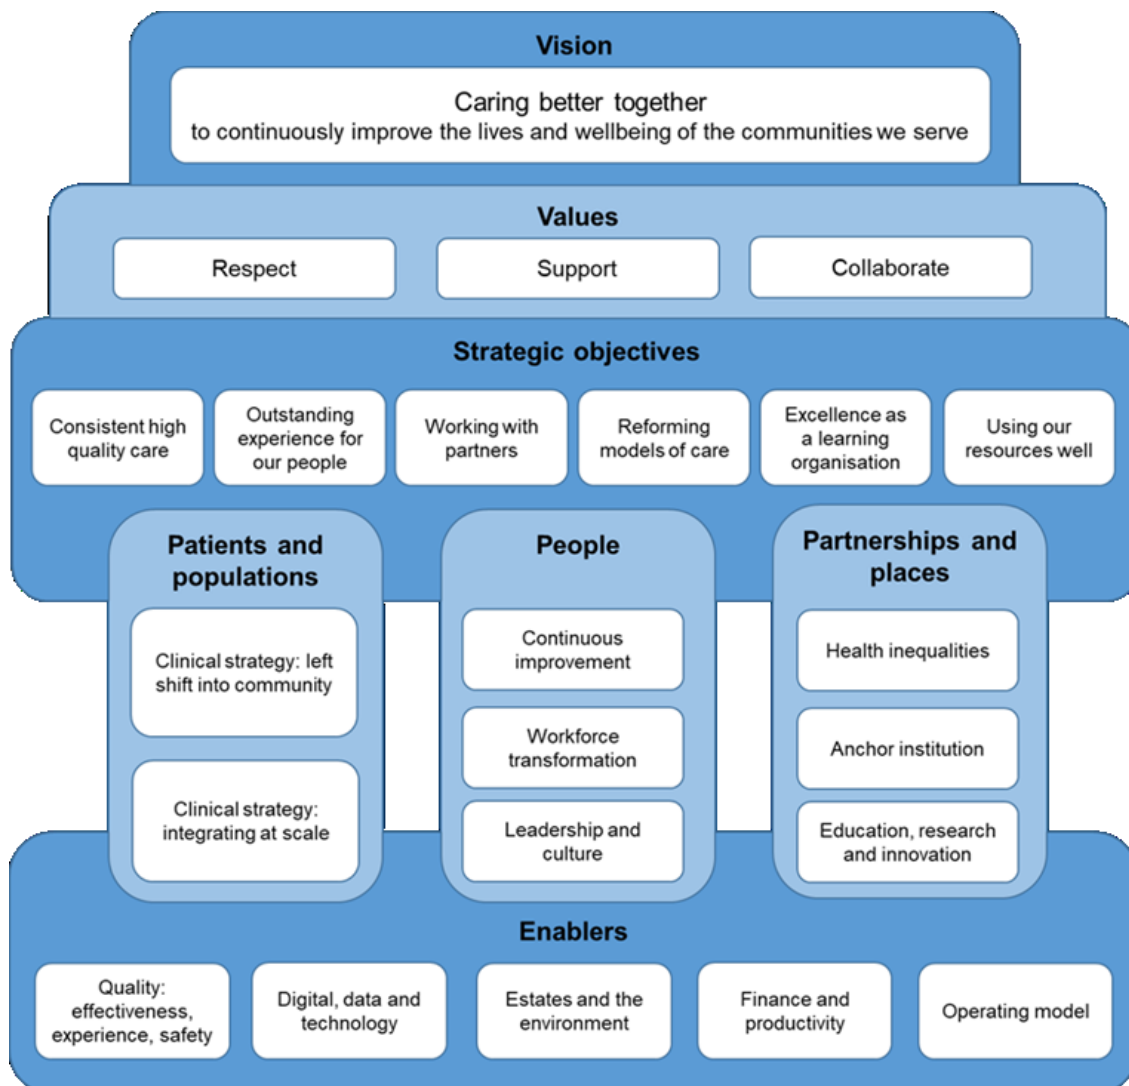 Vision
Caring better together
to continuously improve the lives and wellbeing of the communities we serve
Values
Respect
Support
Collaborate
Strategic objectives
Consistent high
quality care
Outstanding
experience for
our people
Working with
partners
Reforming
models of care
Excellence as
a learning
organisation
Using our
resources well
Patients and
populations
Clinical strategy: left
shift into community
Clinical strategy:
integrating at scale
People
Continuous
improvement
Workforce
transformation
Leadership and
culture
Partnerships and
places
Health inequalities
Anchor institution
Education, research
and innovation
Enablers
Quality:
effectiveness,
experience, safety
Digital, data and
technology
Estates and the
environment
Finance and
productivity
Operating model